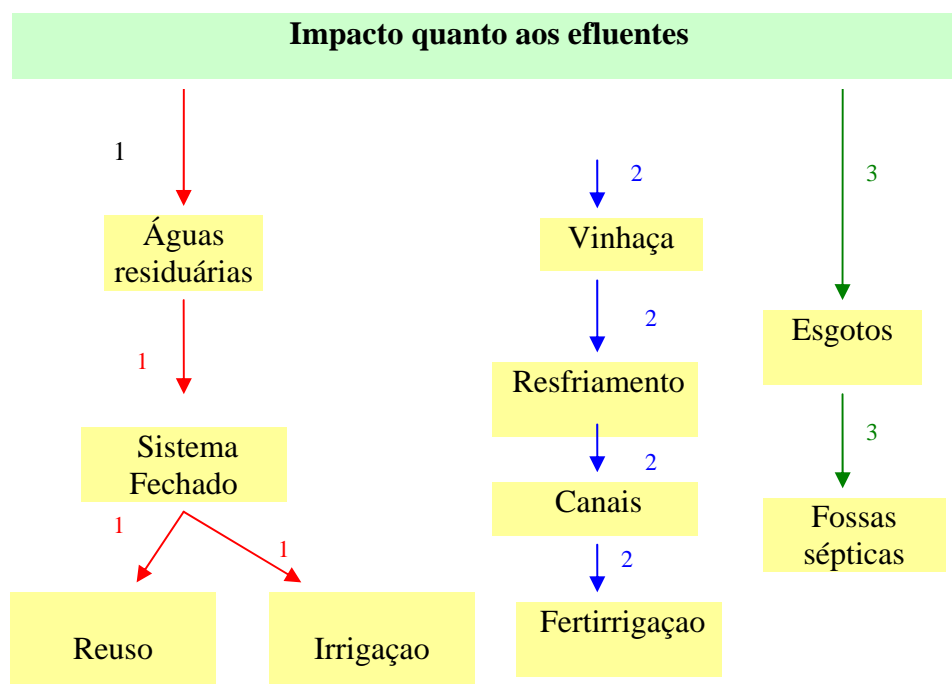 Impacto quanto aos efluentes
1
2
3
Águas
residuárias
Vinhaça
1
2
Esgotos
Resfriamento
3
Sistema
Fechado
2
Canais
Fossas
sépticas
1
1
2
Reuso
Irrigaçao
Fertirrigaçao